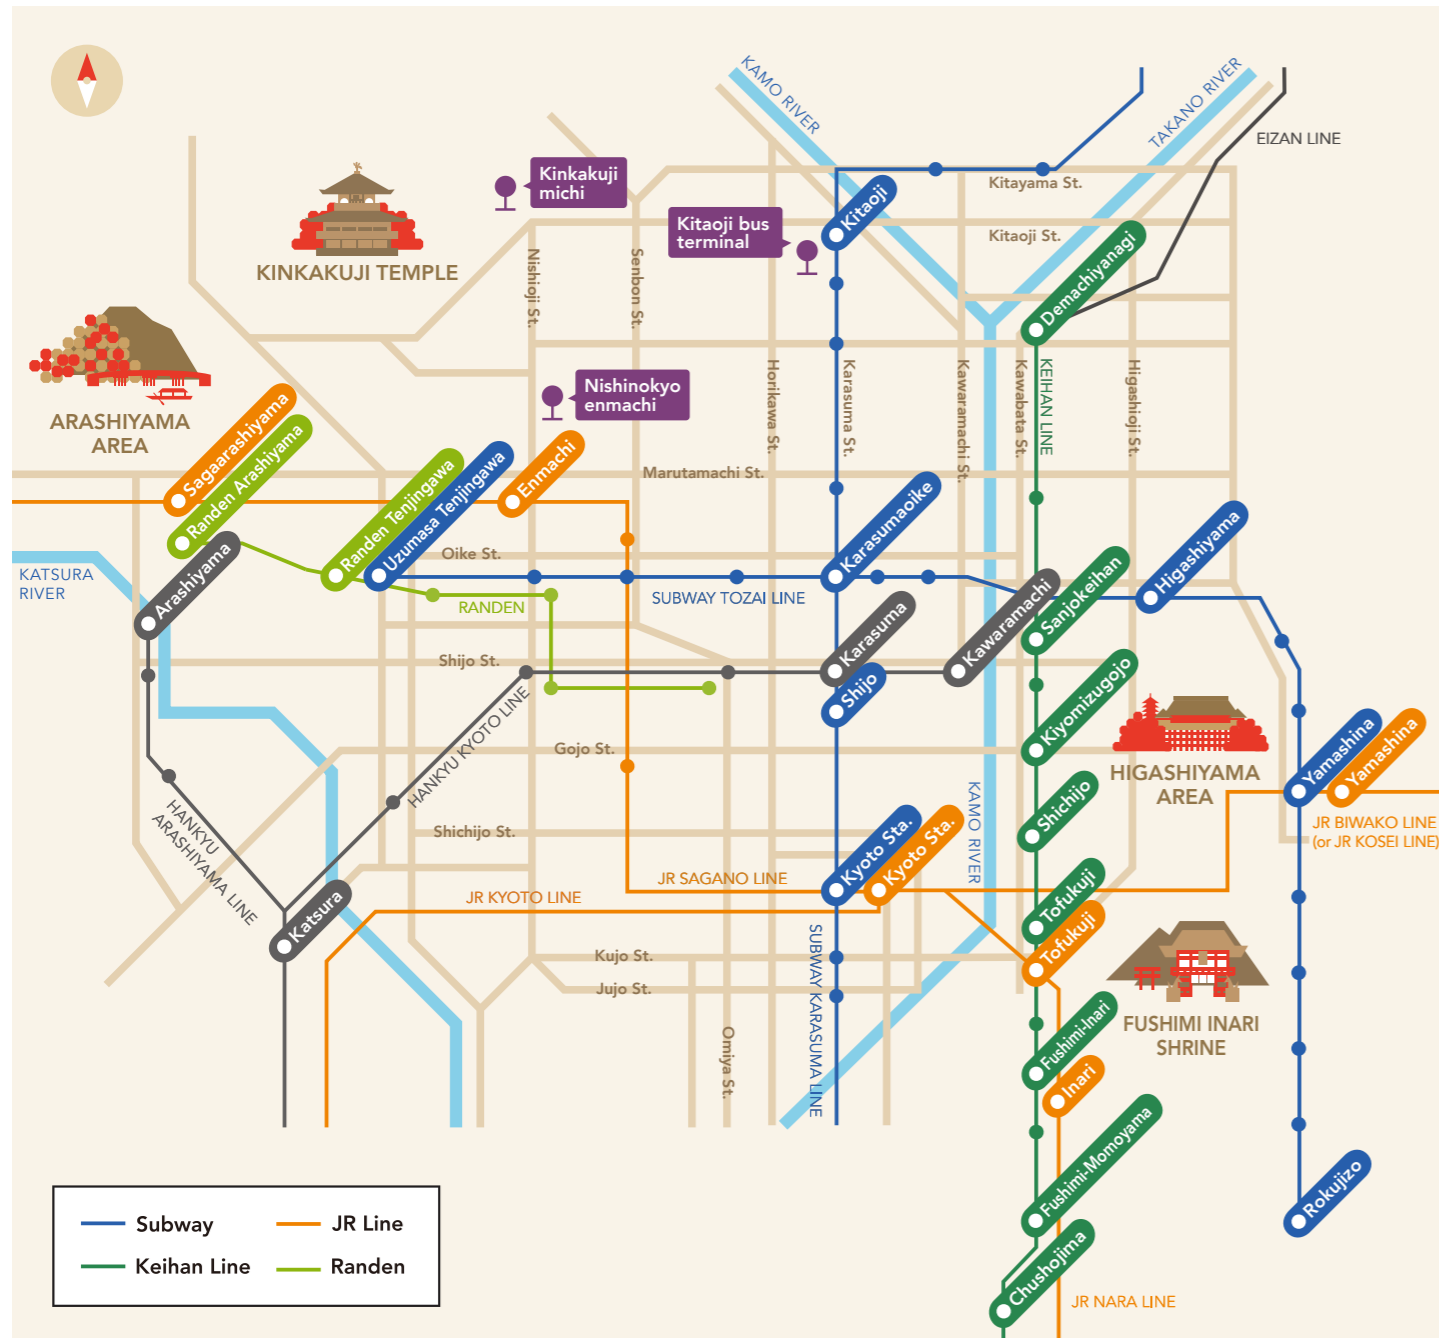 KAMO RIVER
TAKANO RIVER
EIZAN LINE
Kinkakuji
michi
Kitayama St.
Kitaoji
Kitaoji bus
terminal
Kitaoji St.
KINKAKUJI TEMPLE
Nishioji St.
Senbon St.
Demachiyanagi
Horikawa St.
Karasuma St.
Kawaramachi St.
Kawabata St.
KEIHAN LINE
Higashioji St.
Nishinokyo
enmachi
ARASHIYAMA
AREA
Sagaarashiyama
Randen Arashiyama
Randen Tenjingawa
Uzumasa Tenjingawa
Enmachi
Marutamachi St.
Karasumaoike
Higashiyama
Oike St.
KATSURA
RIVER
Arashiyama
RANDEN
SUBWAY TOZAI LINE
Karasuma
Kawaramachi
Sanjokeihan
Shijo St.
Shijo
Kiyomizugojo
HANKYU KYOTO LINE
Gojo St.
HIGASHIYAMA
AREA
Yamashina
Yamashina
HANKYU
ARASHIYAMA LINE
Shichijo St.
Kyoto Sta.
Kyoto Sta.
KAMO RIVER
Shichijo
JR BIWAKO LINE
(or JR KOSEI LINE)
JR SAGANO LINE
JR KYOTO LINE
Katsura
Tofukuji
Tofukuji
Kujo St.
Jujo St.
SUBWAY KARASUMA LINE
Omiya St.
Fushimi-Inari
FUSHIMI INARI
SHRINE
Inari
Fushimi-Momoyama
Rokujizo
Chushojima
JR NARA LINE
Subway
JR Line
Keihan Line
Randen